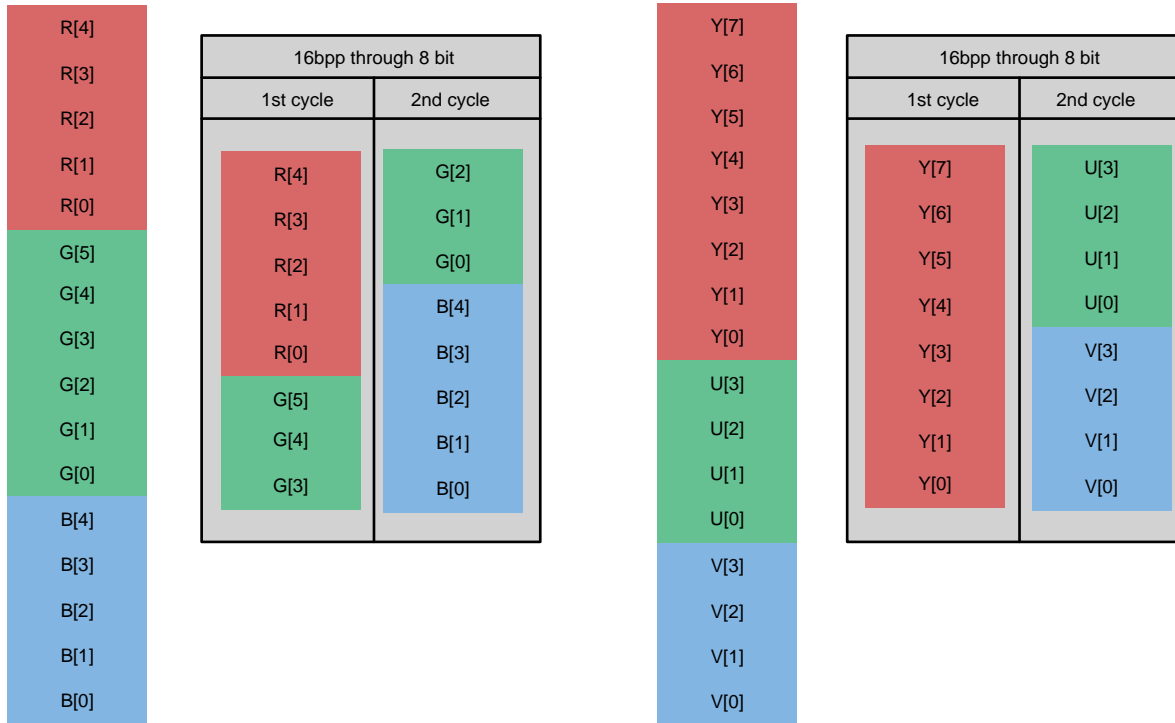 R[4]
R[3]
R[2]
R[1]
R[0]
G[5]
G[4]
G[3]
G[2]
G[1]
G[0]
B[4]
B[3]
B[2]
B[1]
B[0]
16bpp through 8 bit
1st cycle
2nd cycle
R[4]
R[3]
R[2]
R[1]
R[0]
G[5]
G[4]
G[3]
G[2]
G[1]
G[0]
B[4]
B[3]
B[2]
B[1]
B[0]
Y[7]
Y[6]
Y[5]
Y[4]
Y[3]
Y[2]
Y[1]
Y[0]
U[3]
U[2]
U[1]
U[0]
V[3]
V[2]
V[1]
V[0]
16bpp through 8 bit
1st cycle
2nd cycle
Y[7]
Y[6]
Y[5]
Y[4]
Y[3]
Y[2]
Y[1]
Y[0]
U[3]
U[2]
U[1]
U[0]
V[3]
V[2]
V[1]
V[0]